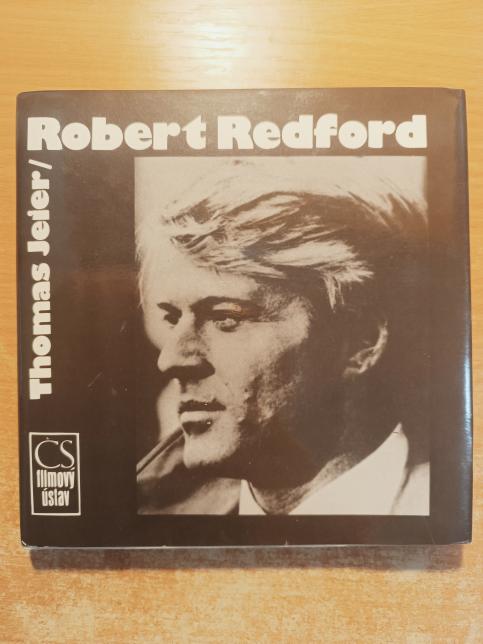 Robert Redford
Thomas Jeier/
ČS
filmový
ústav